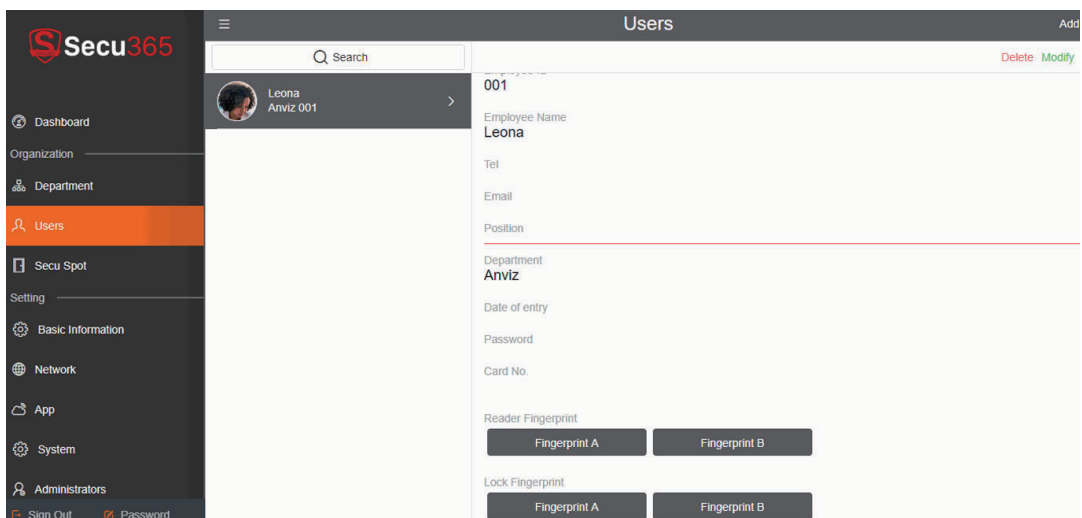 Secu365
Dashboard
Organization
Department
Users
Secu Spot
Setting
Basic Information
Network
App
System
Administrators
Sign Out
Password
Users
Add
Search
Delete Modify
Leona
Anviz 001
001
Employee Name
Leona
Tel
Email
Position
Department
Anviz
Date of entry
Password
Card No.
Reader Fingerprint
Fingerprint A
Fingerprint B
Lock Fingerprint
Fingerprint A
Fingerprint B